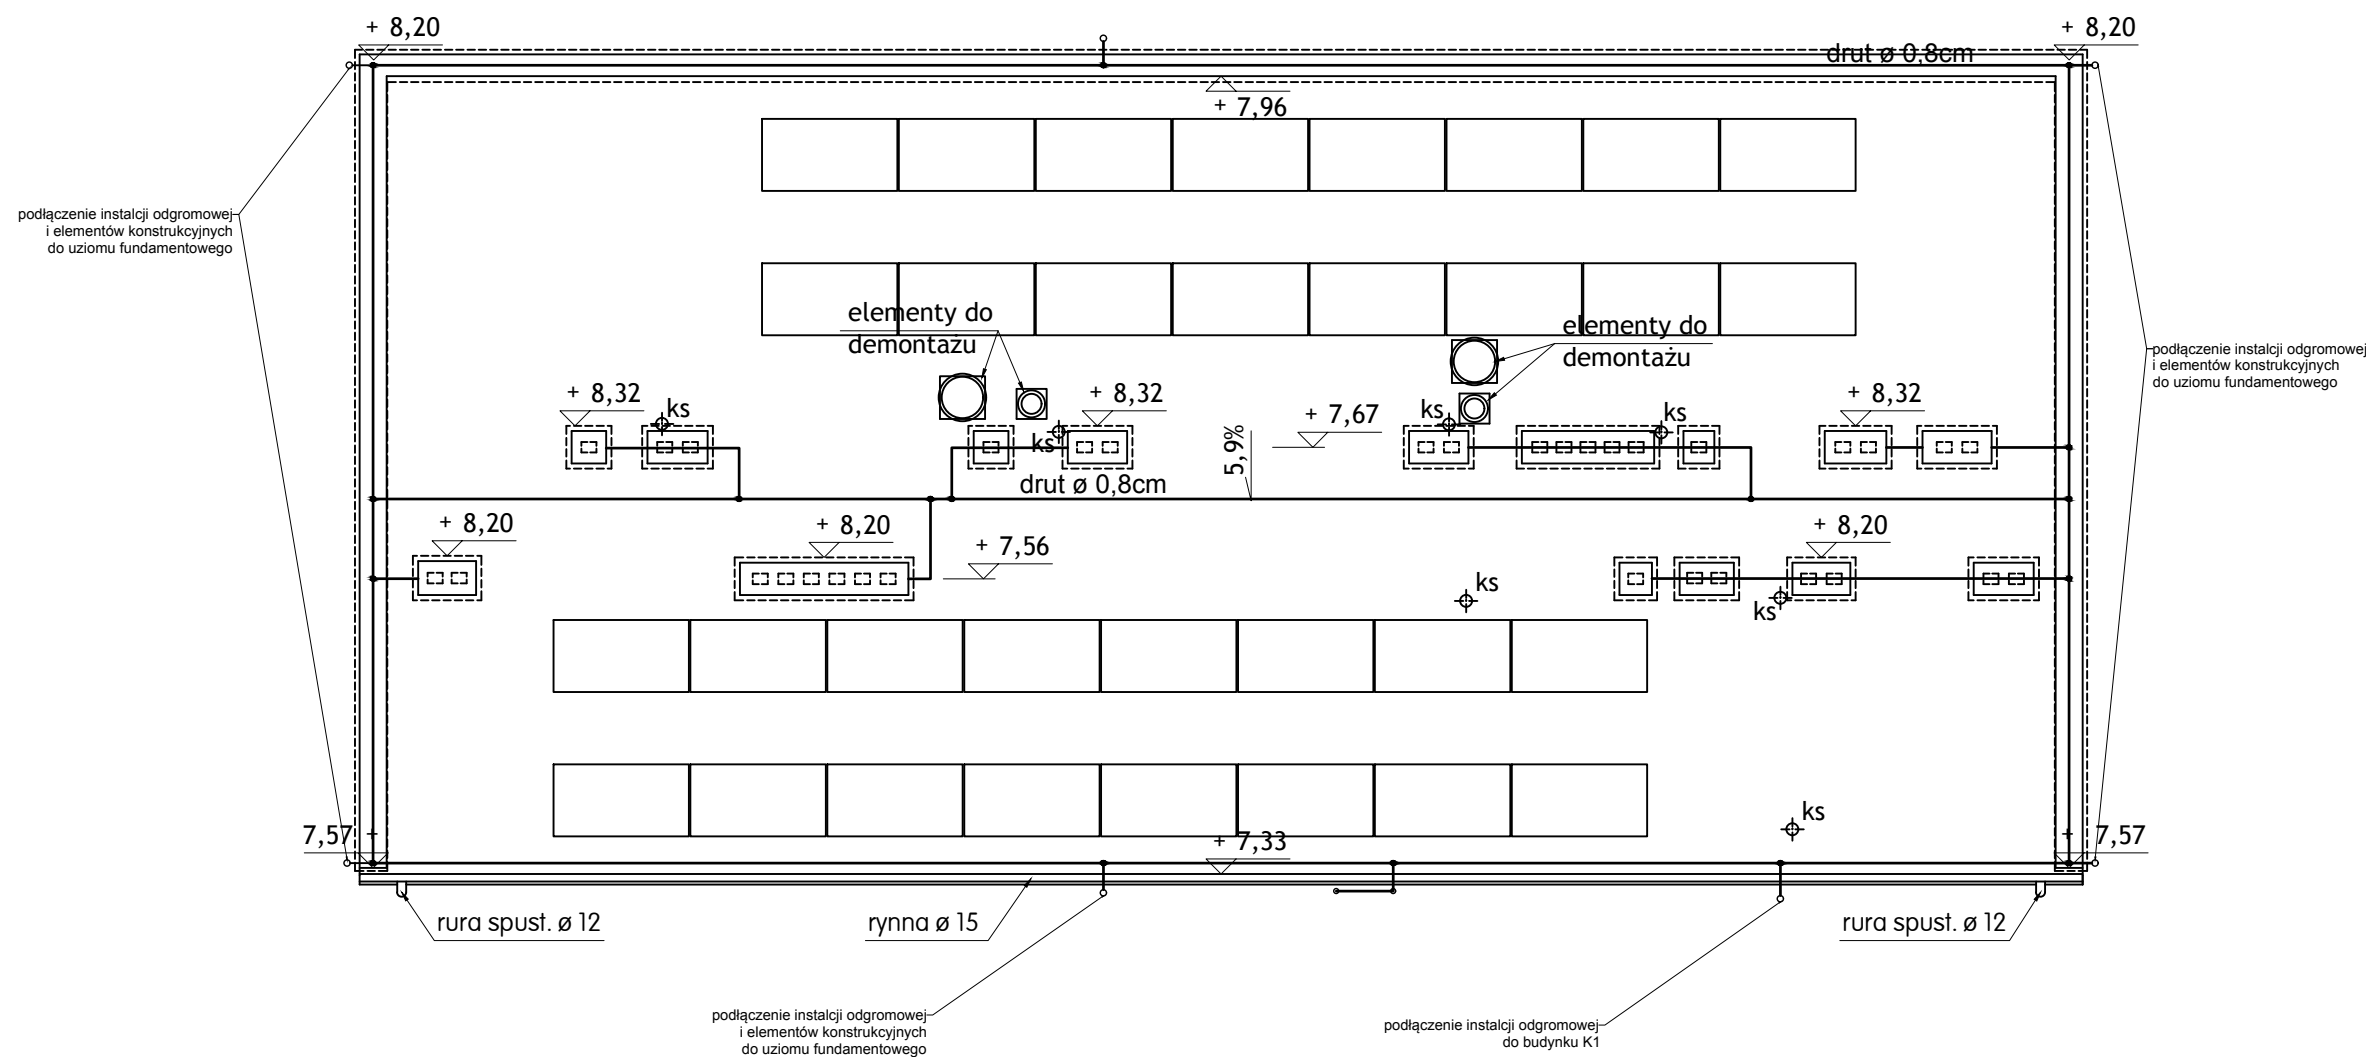 + 8,20
+ 8,20
drut ø 0,8cm
+ 7,96
podłączenie instalcji odgromowej
i elementów konstrukcyjnych
do uziomu fundamentowego
elementy do
demontażu
elementy do
demontażu
podłączenie instalcji odgromowej
i elementów konstrukcyjnych
do uziomu fundamentowego
+ 8,32
ks
+ 8,32
ks
+ 7,67
5,9%
ks
ks
+ 8,32
drut ø 0,8cm
+ 8,20
+ 8,20
+ 7,56
+ 8,20
ks
ks
ks
7,57 +
+ 7,33
+ 7,57
rura spust. ø 12
rynna ø 15
rura spust. ø 12
podłączenie instalcji odgromowej
i elementów konstrukcyjnych
do uziomu fundamentowego
podłączenie instalcji odgromowej
do budynku K1